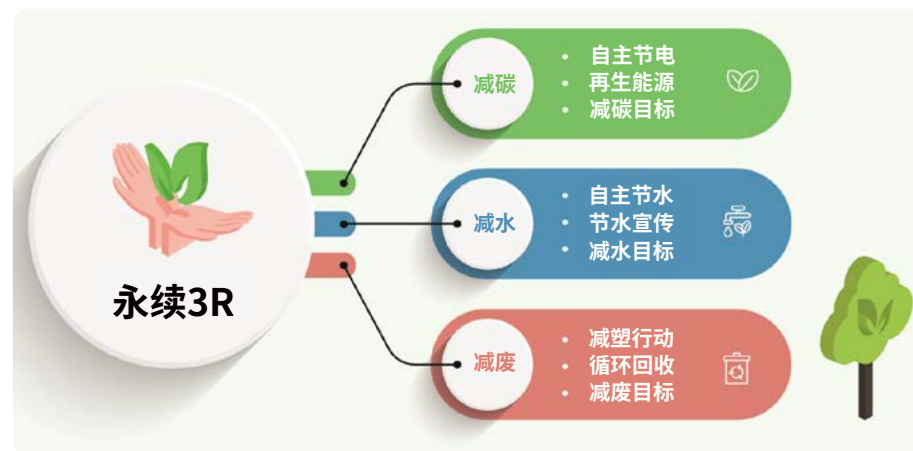 永续3R
减碳
• 自主节电
• 再生能源
• 减碳目标
减水
• 自主节水
• 节水宣传
• 减水目标
减废
• 减塑行动
• 循环回收
• 减废目标